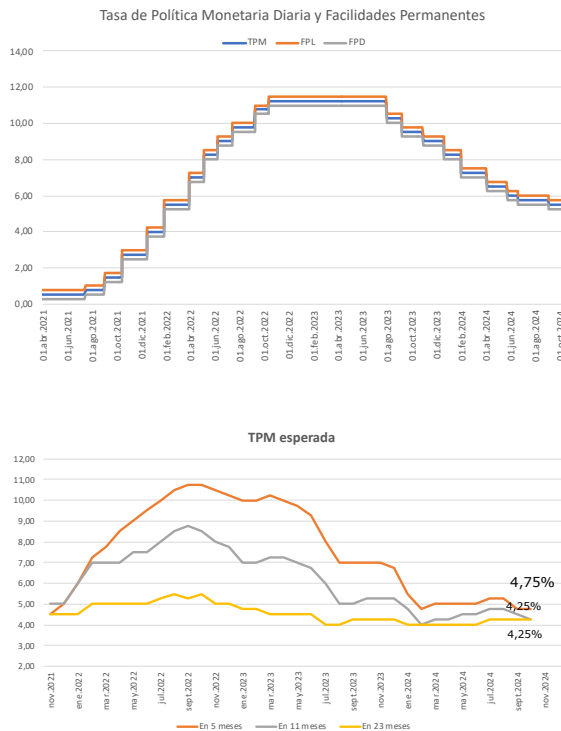 Tasa de Política Monetaria Diaria y Facilidades Permanentes
TPM FPL FPD
14,00
12,00
10,00
8,00
6,00
4,00
2,00
0,00
01.abr.2021
01.jun.2021
01.ago.2021
01.oct.2021
01.dic.2021
01.feb.2022
01.abr.2022
01.jun.2022
01.ago.2022
01.oct.2022
01.dic.2022
01.feb.2023
01.abr.2023
01.jun.2023
01.ago.2023
01.oct.2023
01.dic.2023
01.feb.2024
01.abr.2024
01.jun.2024
01.ago.2024
01.oct.2024
TPM esperada
12,00
11,00
10,00
9,00
8,00
7,00
6,00
5,00
4,00
3,00
2,00
4,75%
4,25%
4,25%
nov.2021
ene.2022
mar.2022
may.2022
jul.2022
sept.2022
nov.2022
ene.2023
mar.2023
may.2023
jul.2023
sept.2023
nov.2023
ene.2024
mar.2024
may.2024
jul.2024
sept.2024
nov.2024
En 5 meses En 11 meses En 23 meses